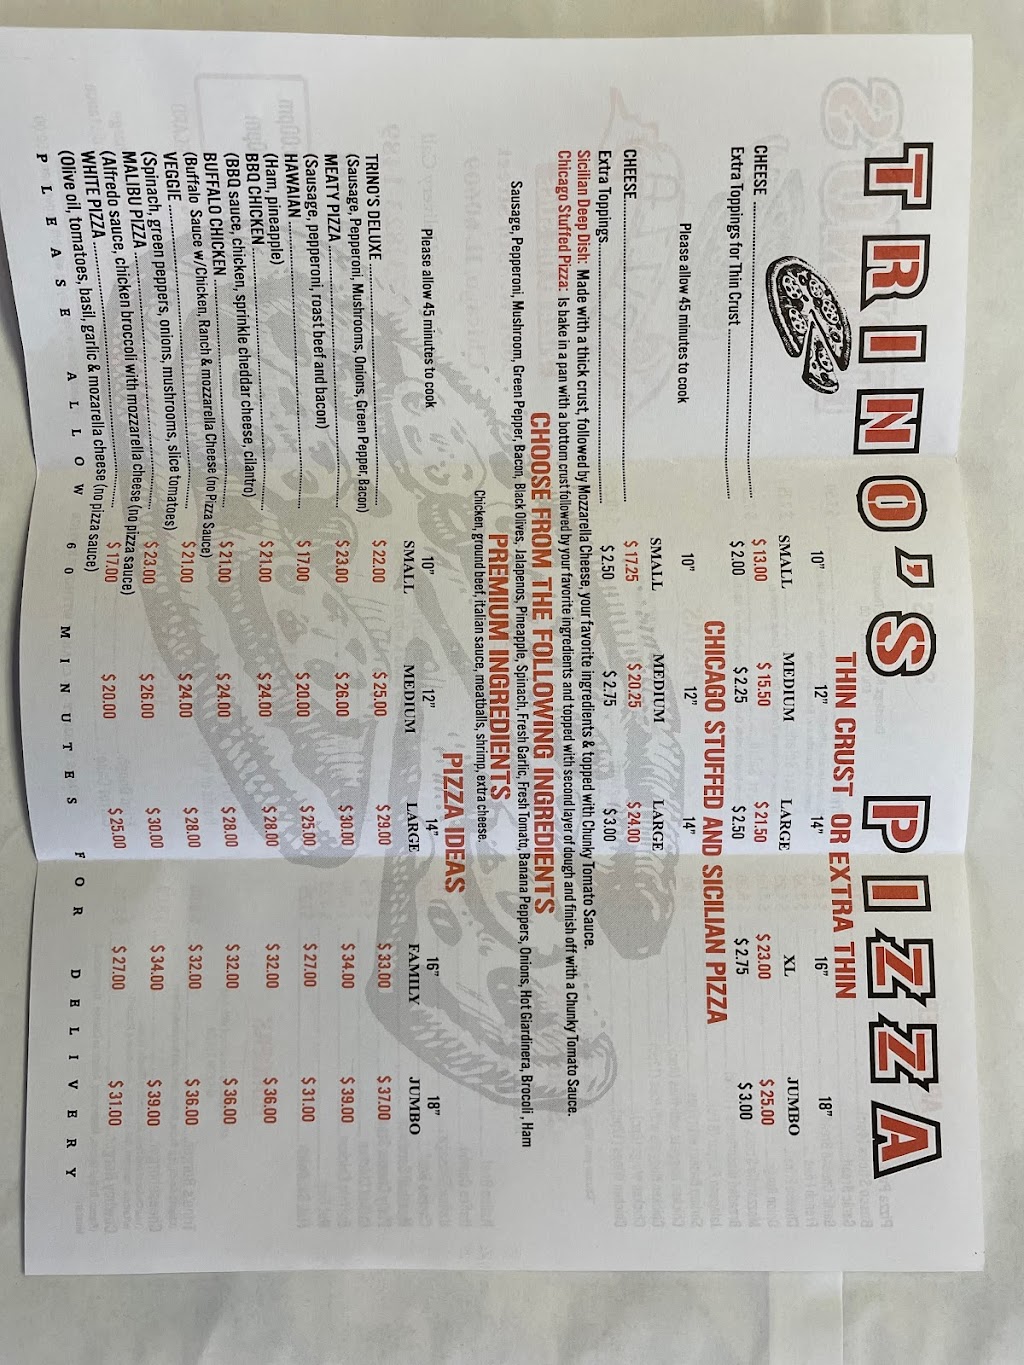 TRINO'S PIZZA
THIN CRUST OR EXTRA THIN
10" 12" 14" 16" 18"
SMALL MEDIUM LARGE XL JUMBO
CHEESE $ 13.00 $ 15.50 $ 21.50 $ 23.00 $ 25.00
Extra Toppings for Thin Crust $ 2.00 $ 2.25 $ 2.50 $ 2.75 $ 3.00
CHICAGO STUFFED AND SICILIAN PIZZA
Please allow 45 minutes to cook 10" 12" 14"
SMALL MEDIUM LARGE
CHEESE $ 17.25 $ 20.25 $ 24.00
Extra Toppings $ 2.50 $ 2.75 $ 3.00
Sicilian Deep Dish: Made with a thick crust, followed by Mozzarella Cheese, your favorite ingredients & topped with Chunky Tomato Sauce.
Chicago Stuffed Pizza: Is bake in a pan with a bottom crust followed by your favorite ingredients and topped with second layer of dough and finish off with a Chunky Tomato Sauce.
CHOOSE FROM THE FOLLOWING INGREDIENTS
Sausage, Pepperoni, Mushroom, Green Pepper, Bacon, Black Olives, Jalapenos, Pineapple, Spinach, Fresh Garlic, Fresh Tomato, Banana Peppers, Onions, Hot Giardinera, Brocoli , Ham
PREMIUM INGREDIENTS
Chicken, ground beef, italian sauce, meatballs, shrimp, extra cheese.
PIZZA IDEAS
Please allow 45 minutes to cook 10" 12" 14" 16" 18"
SMALL MEDIUM LARGE FAMILY JUMBO
TRINO'S DELUXE $ 22.00 $ 25.00 $ 29.00 $ 33.00 $ 37.00
(Sausage, Pepperoni, Mushrooms, Onions, Green Pepper, Bacon)
MEATY PIZZA $ 23.00 $ 26.00 $ 30.00 $ 34.00 $ 39.00
(Sausage, pepperoni, roast beef and bacon)
HAWAIIAN $ 17.00 $ 20.00 $ 25.00 $ 27.00 $ 31.00
(Ham, pineapple)
BBQ CHICKEN $ 21.00 $ 24.00 $ 28.00 $ 32.00 $ 36.00
(BBQ sauce, chicken, sprinkle cheddar cheese, cilantro)
BUFFALO CHICKEN $ 21.00 $ 24.00 $ 28.00 $ 32.00 $ 36.00
(Buffalo Sauce w/Chicken, Ranch & mozzarella Cheese (no Pizza Sauce)
VEGGIE $ 21.00 $ 24.00 $ 28.00 $ 32.00 $ 36.00
(Spinach, green peppers, onions, mushrooms, slice tomatoes)
MALIBU PIZZA $ 23.00 $ 26.00 $ 30.00 $ 34.00 $ 39.00
(Alfredo sauce, chicken broccoli with mozzarella cheese (no pizza sauce)
WHITE PIZZA $ 17.00 $ 20.00 $ 25.00 $ 27.00 $ 31.00
(Olive oil, tomatoes, basil, garlic & mozarella cheese (no pizza sauce)
PLEASE ALLOW 60 MINUTES FOR DELIVERY